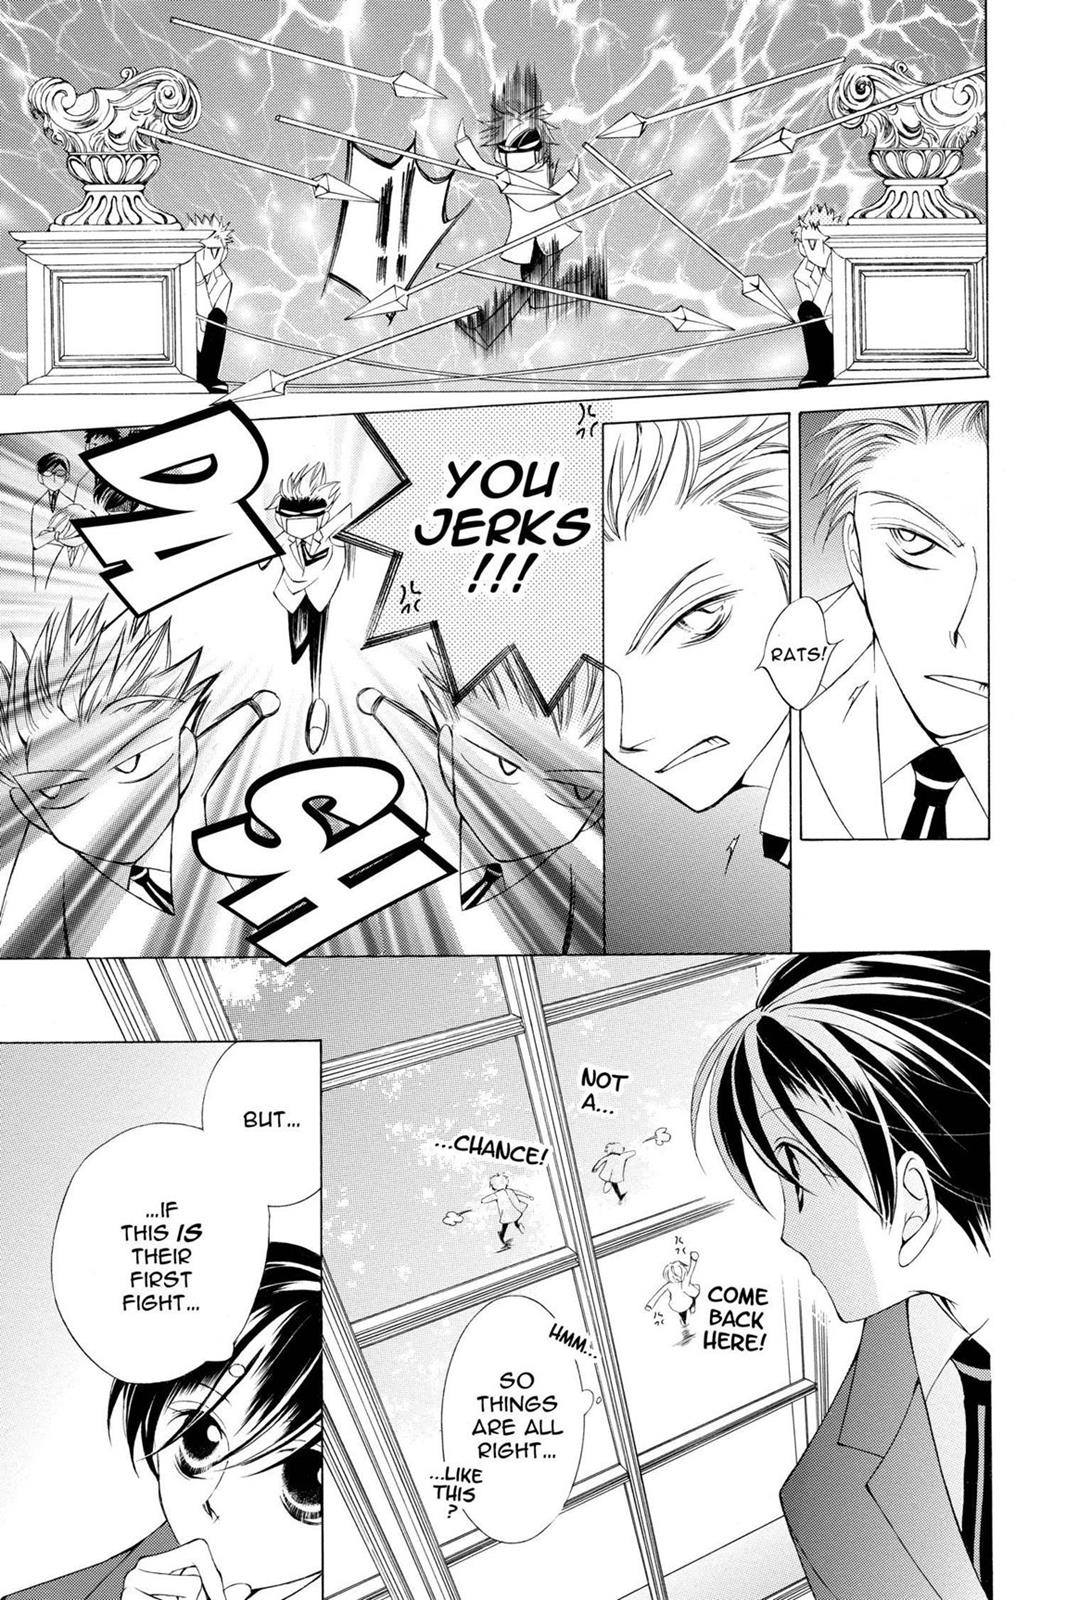 !!
RATS!
YOU
JERKS
!!!
DA
SH
NOT
A...
...CHANCE!
COME
BACK
HERE!
HMM...
SO
THINGS
ARE ALL
RIGHT...
...LIKE
THIS
?
BUT...
...IF
THIS IS
THEIR
FIRST
FIGHT...